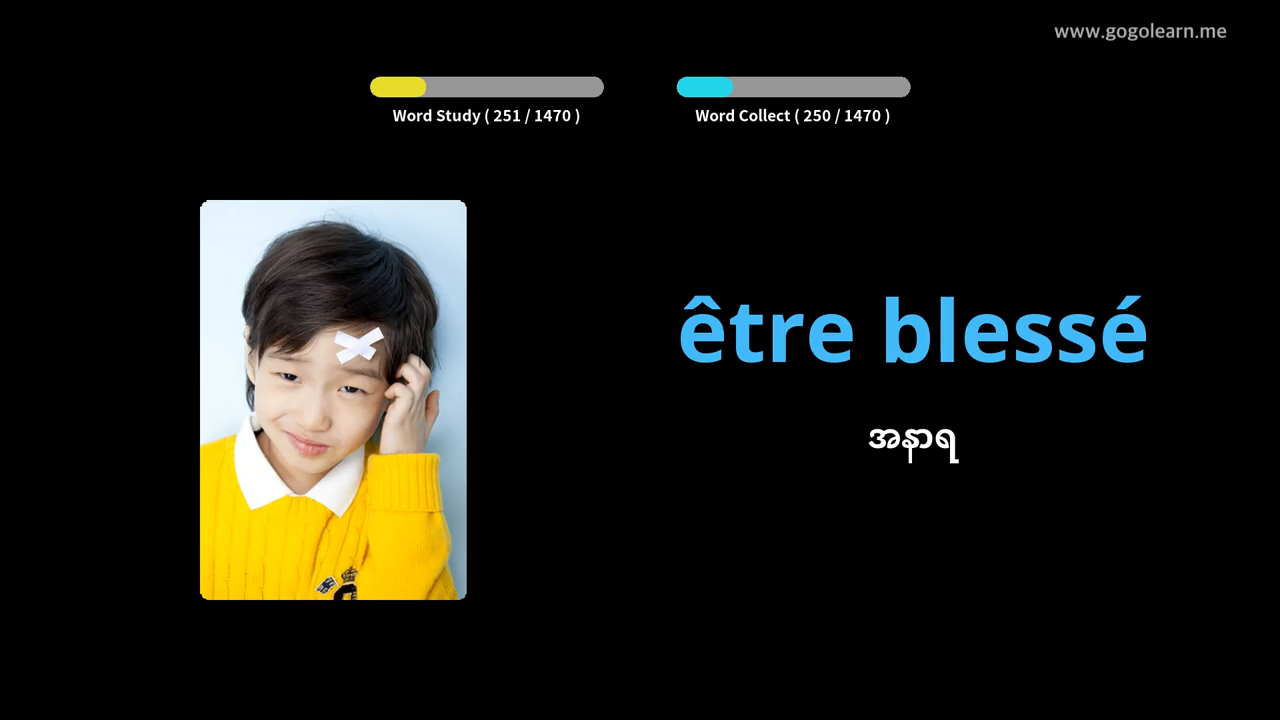 www.gogolearn.me
Word Study ( 251 / 1470 )
Word Collect ( 250 / 1470 )
être blessé
အနာရ